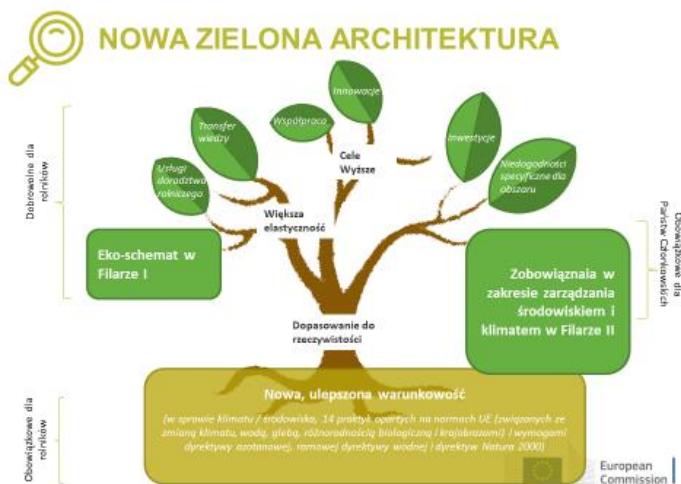 NOWA ZIELONA ARCHITEKTURA
Innowacje
Współpraca
Transfer
wiedzy
Cele
Wyższe
Inwestycje
Usługi
doradztwa
rolniczego
Niedogodności
specyficzne dla
obszaru
Dobrowolne dla
rolników
Większa
elastyczność
Obowiązkowe dla
Państw Członkowskich
Eko-schemat w
Filarze I
Zobowiąznaia w
zakresie zarządzania
środowiskiem i
klimatem w Filarze II
Dopasowanie do
rzeczywistości
Obowiązkowe dla
rolników
Nowa, ulepszona warunkowość
(w sprawie klimatu / środowiska, 14 praktyk opartych na normach UE (związanych ze
zmianą klimatu, wodą, glebą, różnorodnością biologiczną i krajobrazami) i wymogami
dyrektywy azotanowej, ramowej dyrektywy wodnej i dyrektyw Natura 2000)
European
Commission